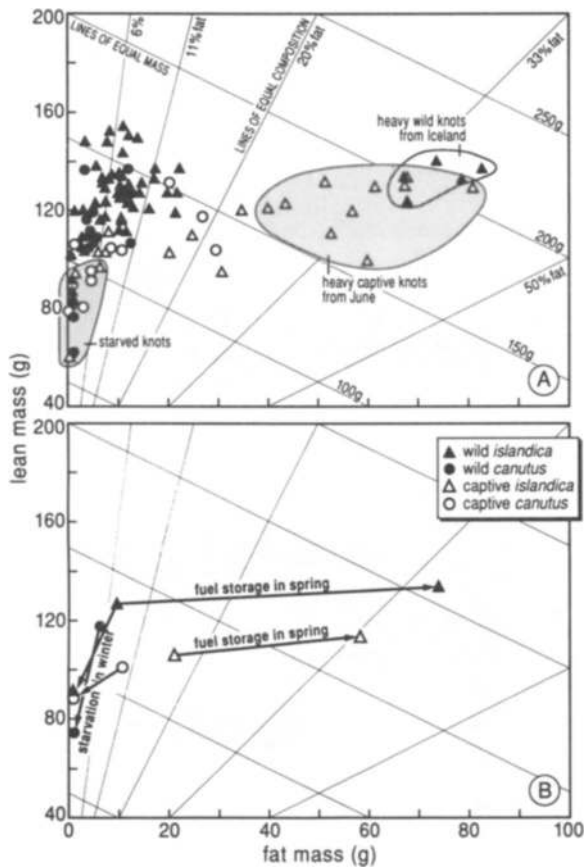 LINES OF EQUAL MASS
6%
11% fat
LINES OF EQUAL COMPOSITION
20% fat
33% fat
250g
heavy wild knots
from Iceland
200g
50% fat
heavy captive knots
from June
150g
starved knots
100g
A
200
160
120
80
40
lean mass (g)
200
160
120
80
40
wild islandica
wild canutus
captive islandica
captive canutus
fuel storage in spring
fuel storage in spring
starvation in winter
B
0 20 40 60 80 100
fat mass (g)